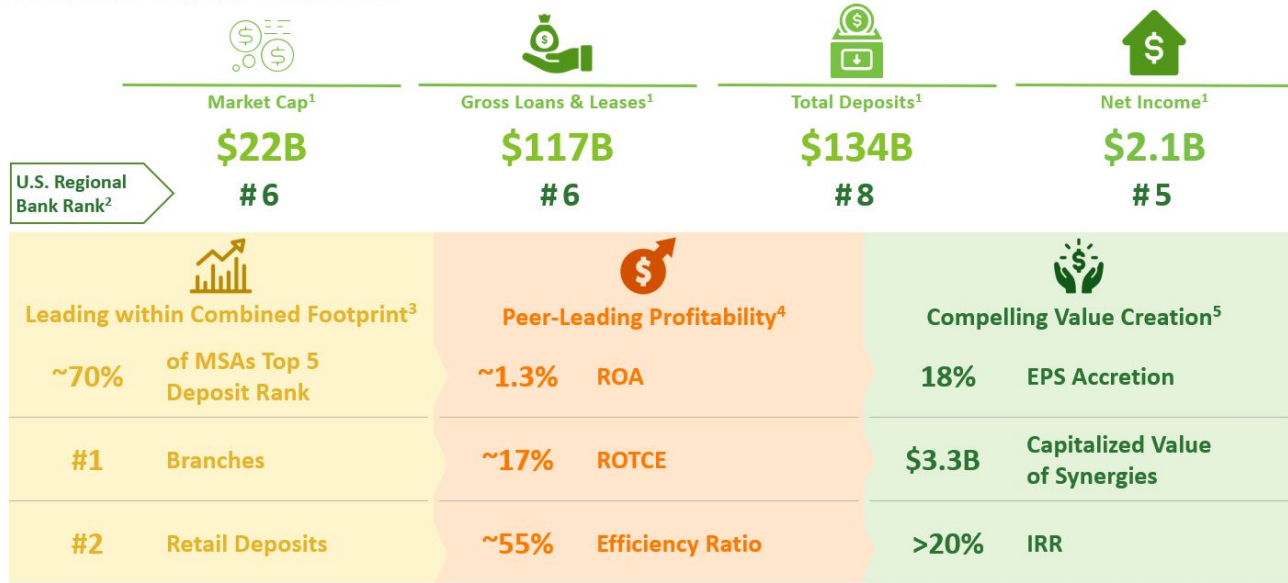 Market Cap¹
Gross Loans & Leases¹
Total Deposits¹
Net Income¹
$22B
$117B
$134B
$2.1B
U.S. Regional
Bank Rank²
#6
#6
#8
#5
Leading within Combined Footprint³
~70%
of MSAs Top 5
Deposit Rank
#1
Branches
#2
Retail Deposits
Peer-Leading Profitability⁴
~1.3%
ROA
~17%
ROTCE
~55%
Efficiency Ratio
Compelling Value Creation⁵
18%
EPS Accretion
$3.3B
Capitalized Value
of Synergies
>20%
IRR